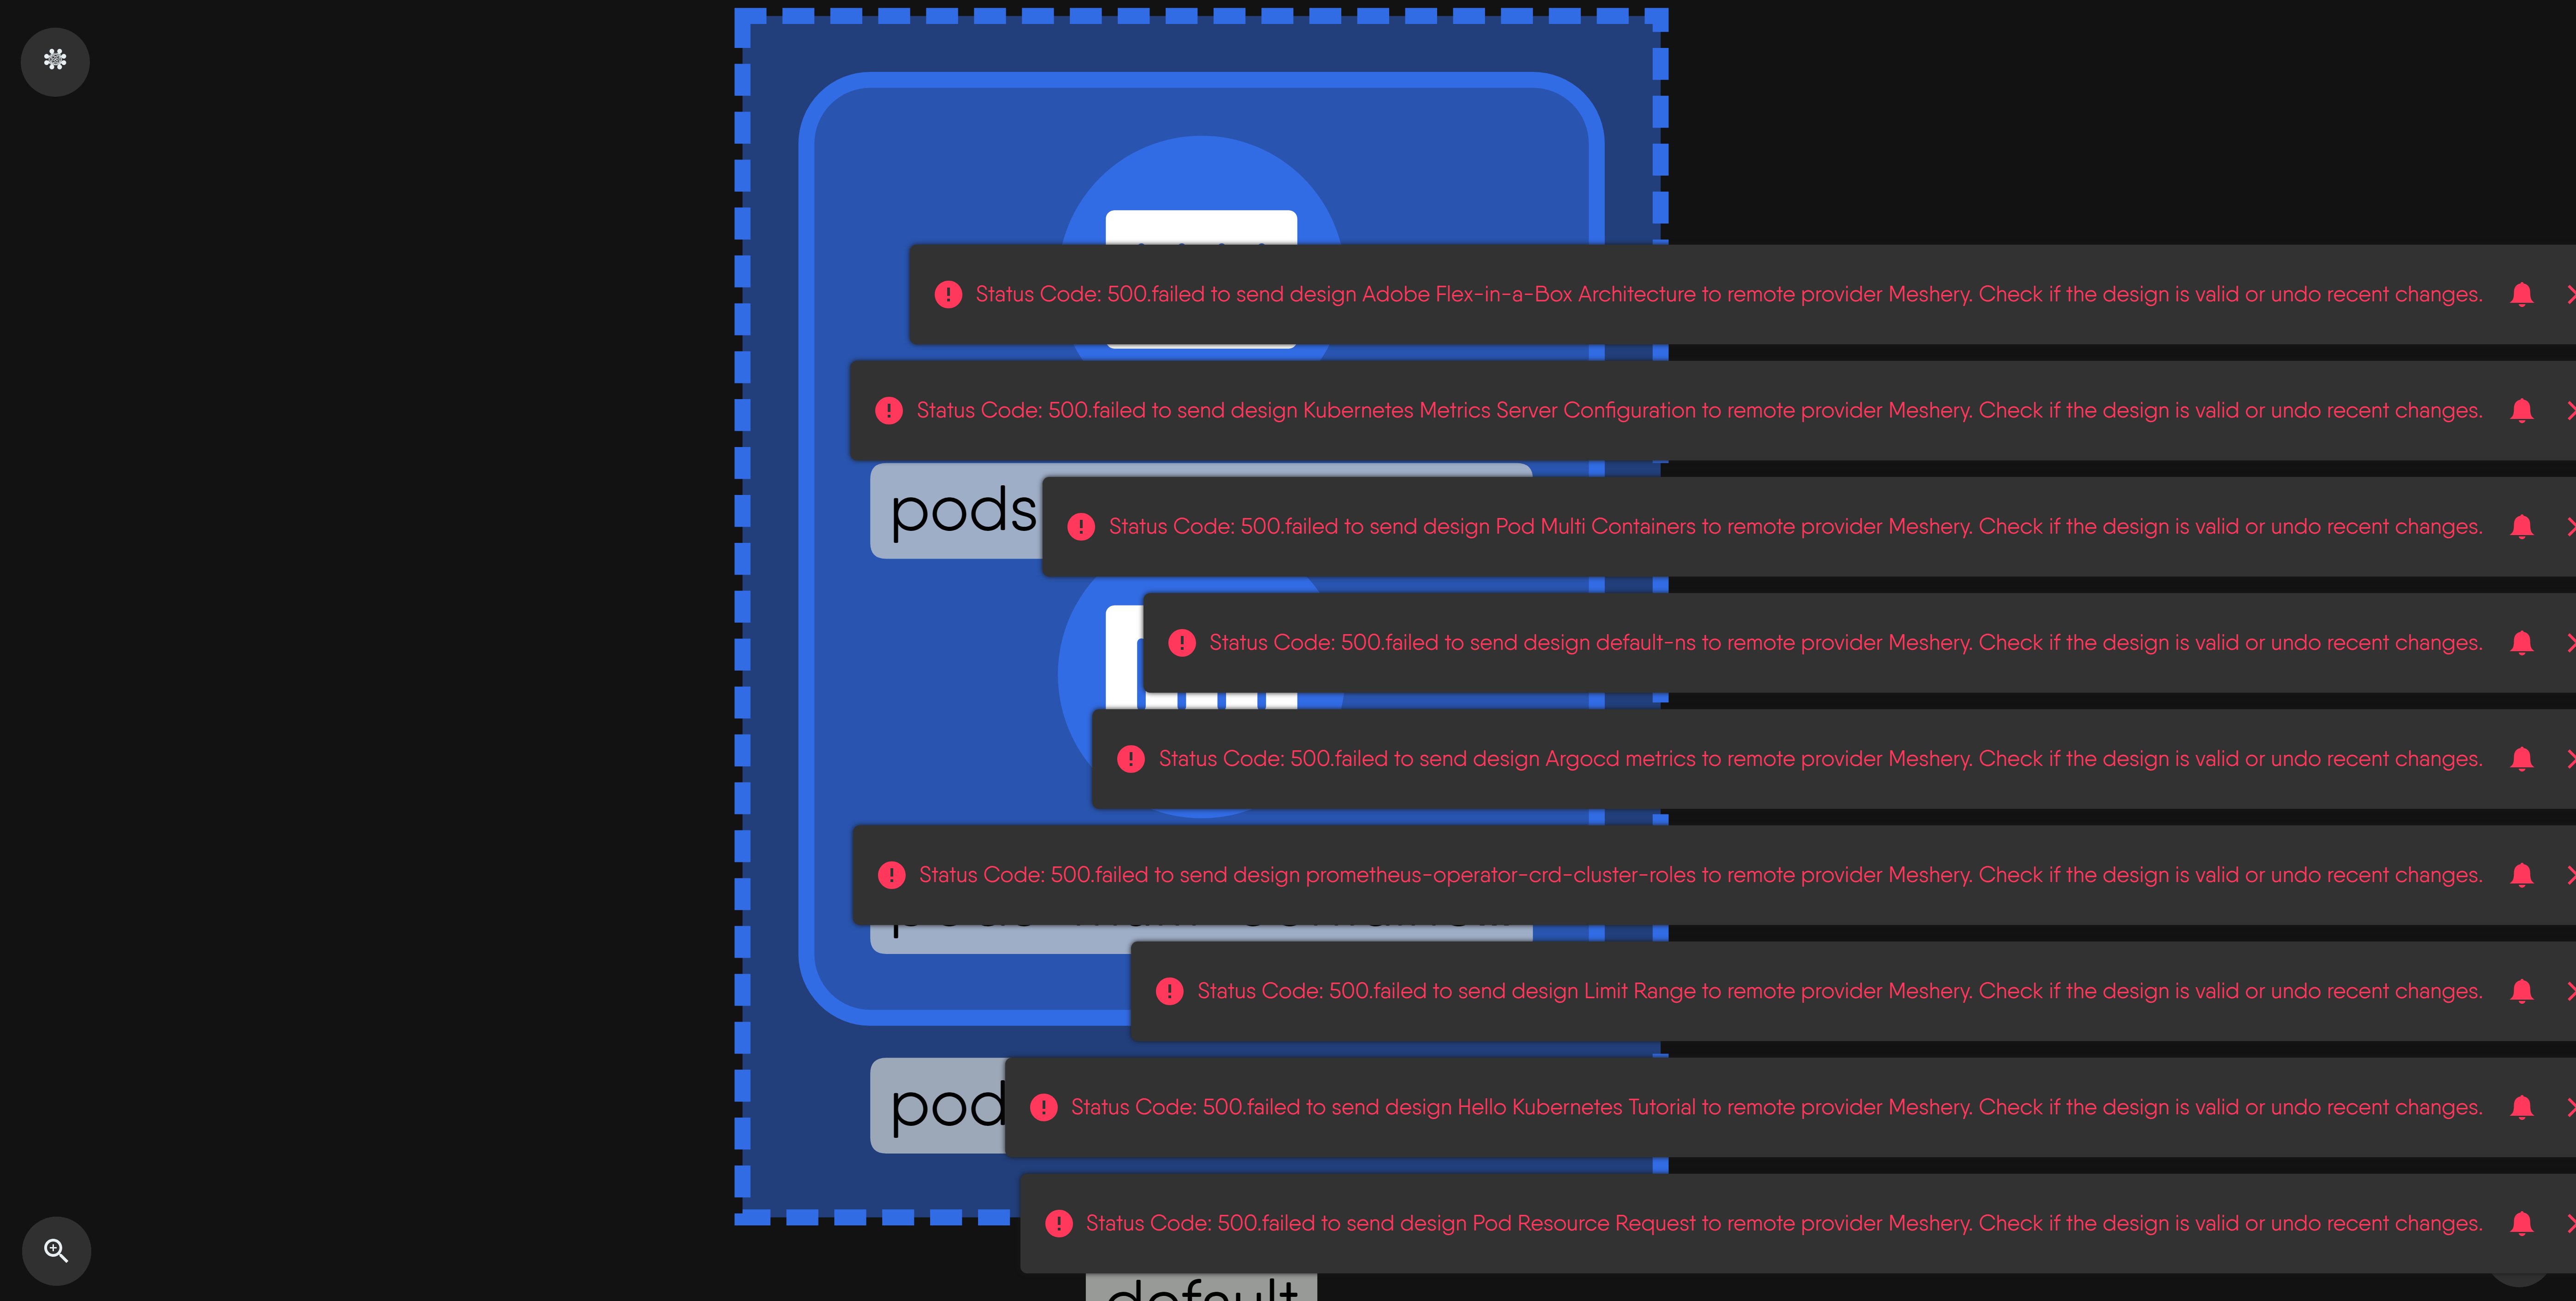 Status Code: 500.failed to send design Adobe Flex-in-a-Box Architecture to remote provider Meshery. Check if the design is valid or undo recent changes.
Status Code: 500.failed to send design Kubernetes Metrics Server Configuration to remote provider Meshery. Check if the design is valid or undo recent changes.
pods
Status Code: 500.failed to send design Pod Multi Containers to remote provider Meshery. Check if the design is valid or undo recent changes.
Status Code: 500.failed to send design default-ns to remote provider Meshery. Check if the design is valid or undo recent changes.
Status Code: 500.failed to send design Argocd metrics to remote provider Meshery. Check if the design is valid or undo recent changes.
Status Code: 500.failed to send design prometheus-operator-crd-cluster-roles to remote provider Meshery. Check if the design is valid or undo recent changes.
Status Code: 500.failed to send design Limit Range to remote provider Meshery. Check if the design is valid or undo recent changes.
pod
Status Code: 500.failed to send design Hello Kubernetes Tutorial to remote provider Meshery. Check if the design is valid or undo recent changes.
Status Code: 500.failed to send design Pod Resource Request to remote provider Meshery. Check if the design is valid or undo recent changes.
default